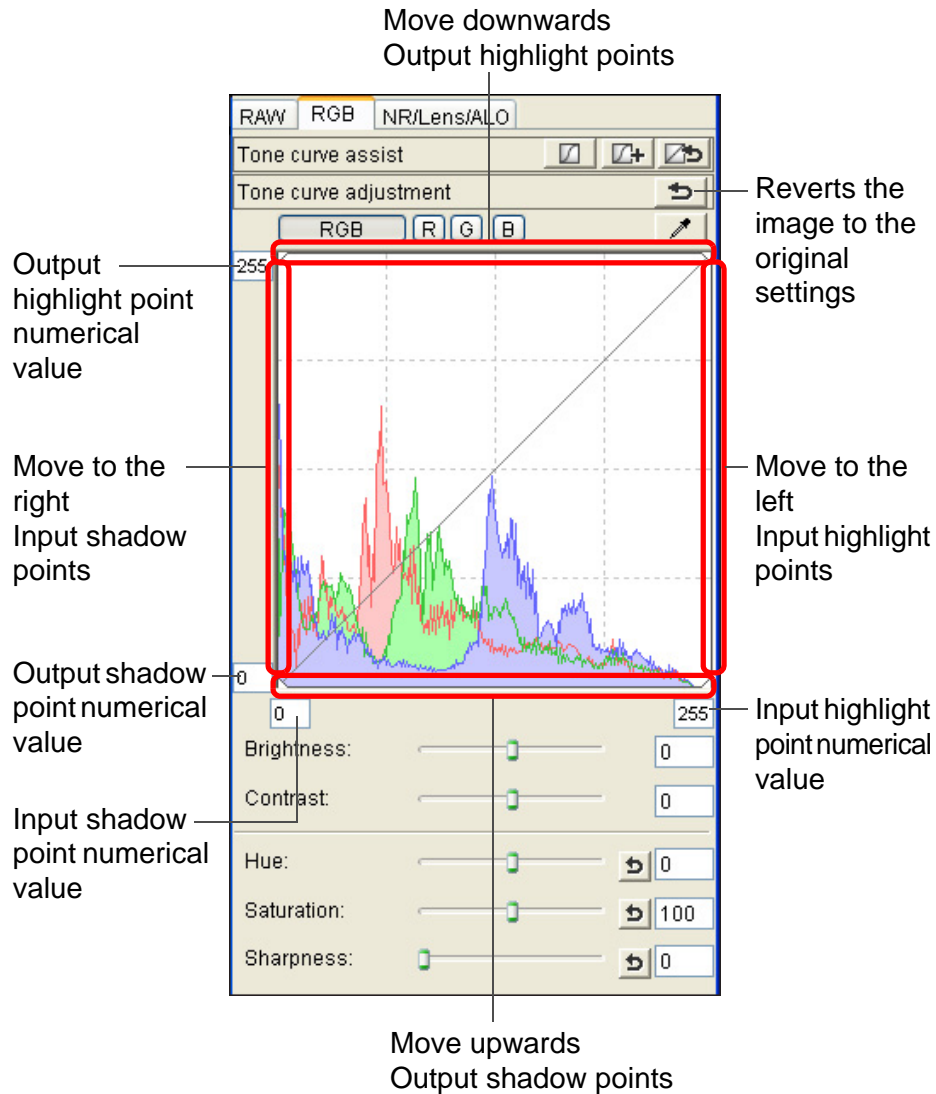 Move downwards
Output highlight points
RAW RGB NR/Lens/ALO
Tone curve assist
Tone curve adjustment
RGB R G B
Reverts the
image to the
original
settings
Output
highlight point
numerical
value
255
Move to the
right
Input shadow
points
Move to the
left
Input highlight
points
Output shadow
point numerical
value
0
0
255
Input highlight
point numerical
value
Input shadow
point numerical
value
Brightness: 0
Contrast: 0
Hue: 0
Saturation: 100
Sharpness: 0
Move upwards
Output shadow points